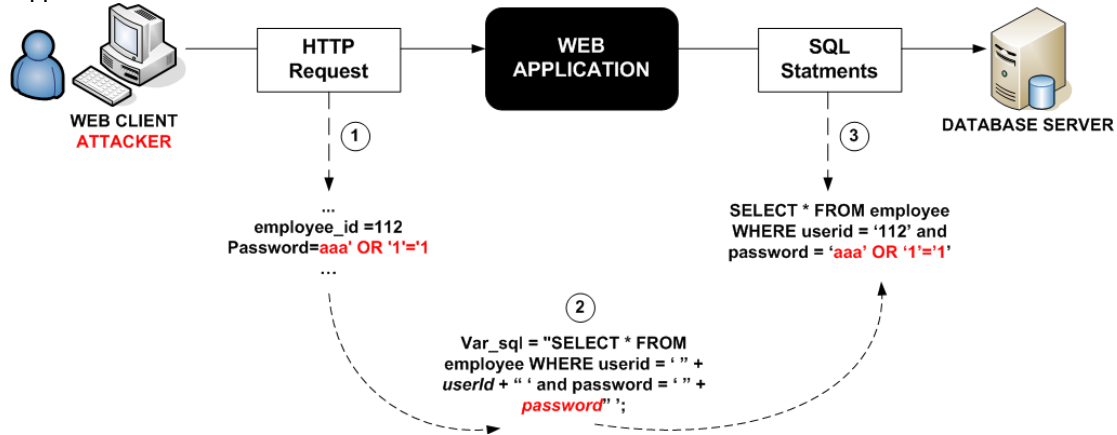 HTTP
Request
WEB
APPLICATION
SQL
Statments
WEB CLIENT
ATTACKER
DATABASE SERVER
1
3
...
employee_id =112
Password=aaa' OR '1'='1
...
SELECT * FROM employee
WHERE userid = ‘112’ and
password = ‘aaa’ OR ‘1’=’1’
2
Var_sql = "SELECT * FROM
employee WHERE userid = ‘ ” +
userId + “ ‘ and password = ‘ ” +
password” ’;